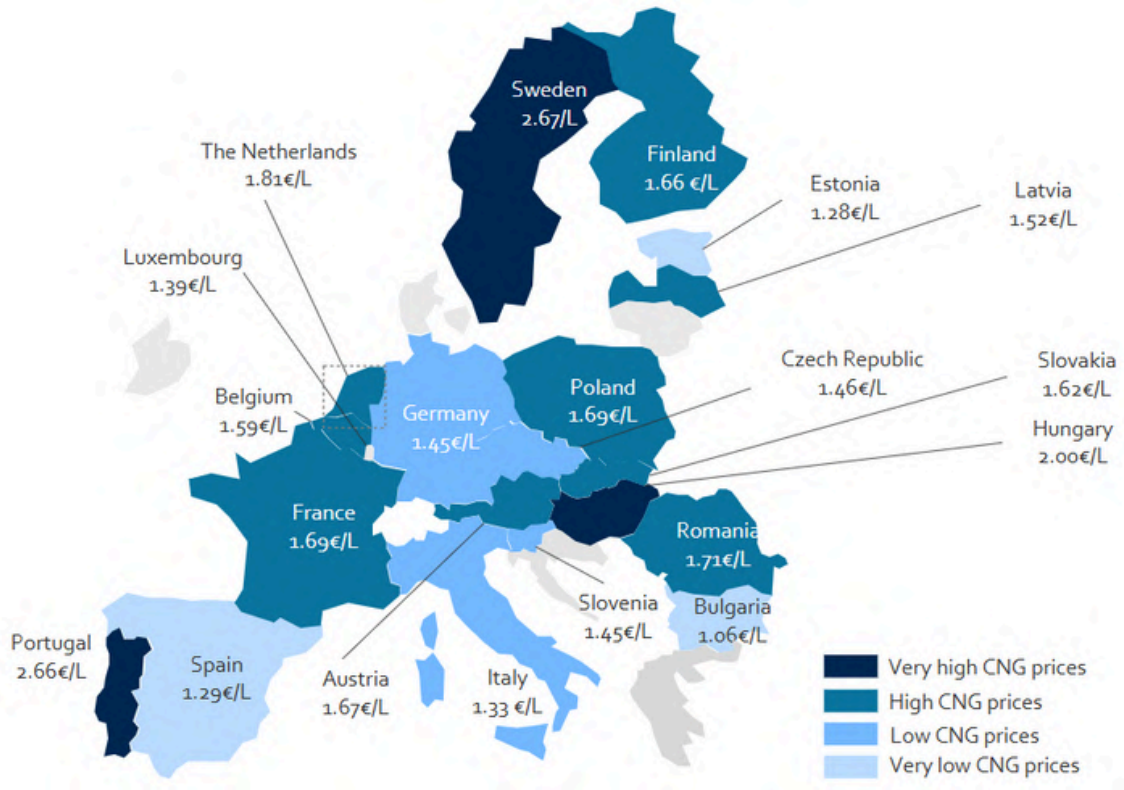 Sweden
2.67/L
The Netherlands
1.81€/L
Finland
1.66 €/L
Estonia
1.28€/L
Latvia
1.52€/L
Luxembourg
1.39€/L
Czech Republic
1.46€/L
Slovakia
1.62€/L
Poland
1.69€/L
Belgium
1.59€/L
Germany
1.45€/L
Hungary
2.00€/L
France
1.69€/L
Romania
1.71€/L
Slovenia
1.45€/L
Bulgaria
1.06€/L
Portugal
2.66€/L
Spain
1.29€/L
Austria
1.67€/L
Italy
1.33 €/L
Very high CNG prices
High CNG prices
Low CNG prices
Very low CNG prices